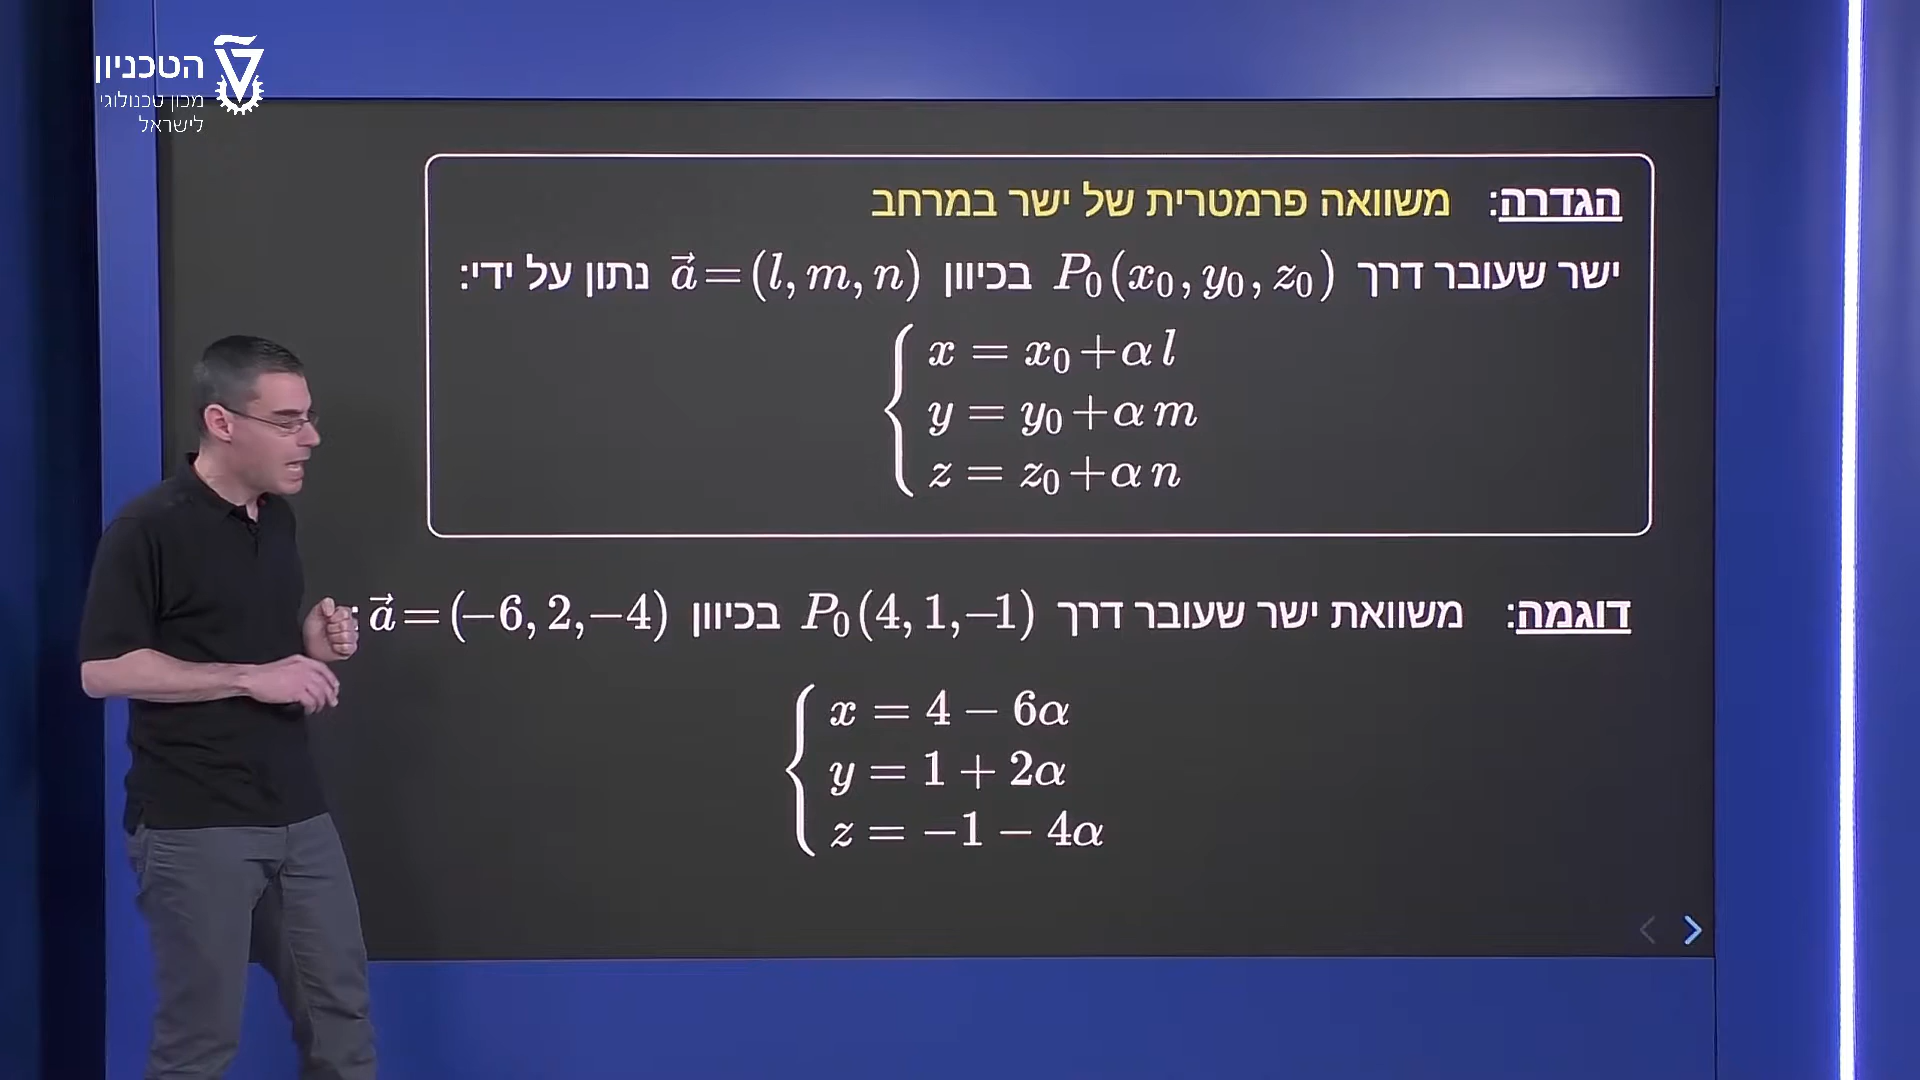 הטכניון
מכון טכנולוגי
לישראל
הגדרה: משוואה פרמטרית של ישר במרחב
ישר שעובר דרך P₀(x₀, y₀, z₀) בכיוון a⃗=(l, m, n) נתון על ידי:
x = x₀+α l
y = y₀+α m
z = z₀+α n
דוגמה: משוואת ישר שעובר דרך P₀(4, 1,−1) בכיוון a⃗=(−6, 2,−4) :
x = 4 − 6α
y = 1 + 2α
z = −1 − 4α